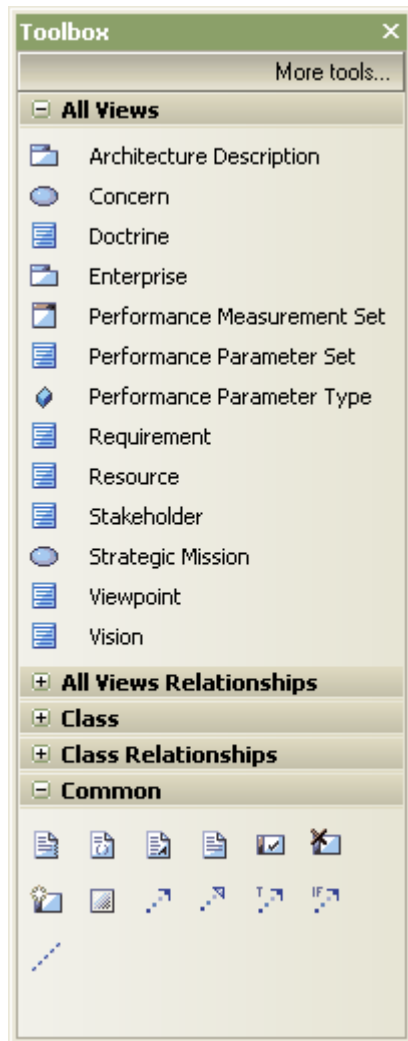 Toolbox
More tools...
All Views
Architecture Description
Concern
Doctrine
Enterprise
Performance Measurement Set
Performance Parameter Set
Performance Parameter Type
Requirement
Resource
Stakeholder
Strategic Mission
Viewpoint
Vision
All Views Relationships
Class
Class Relationships
Common
T IF